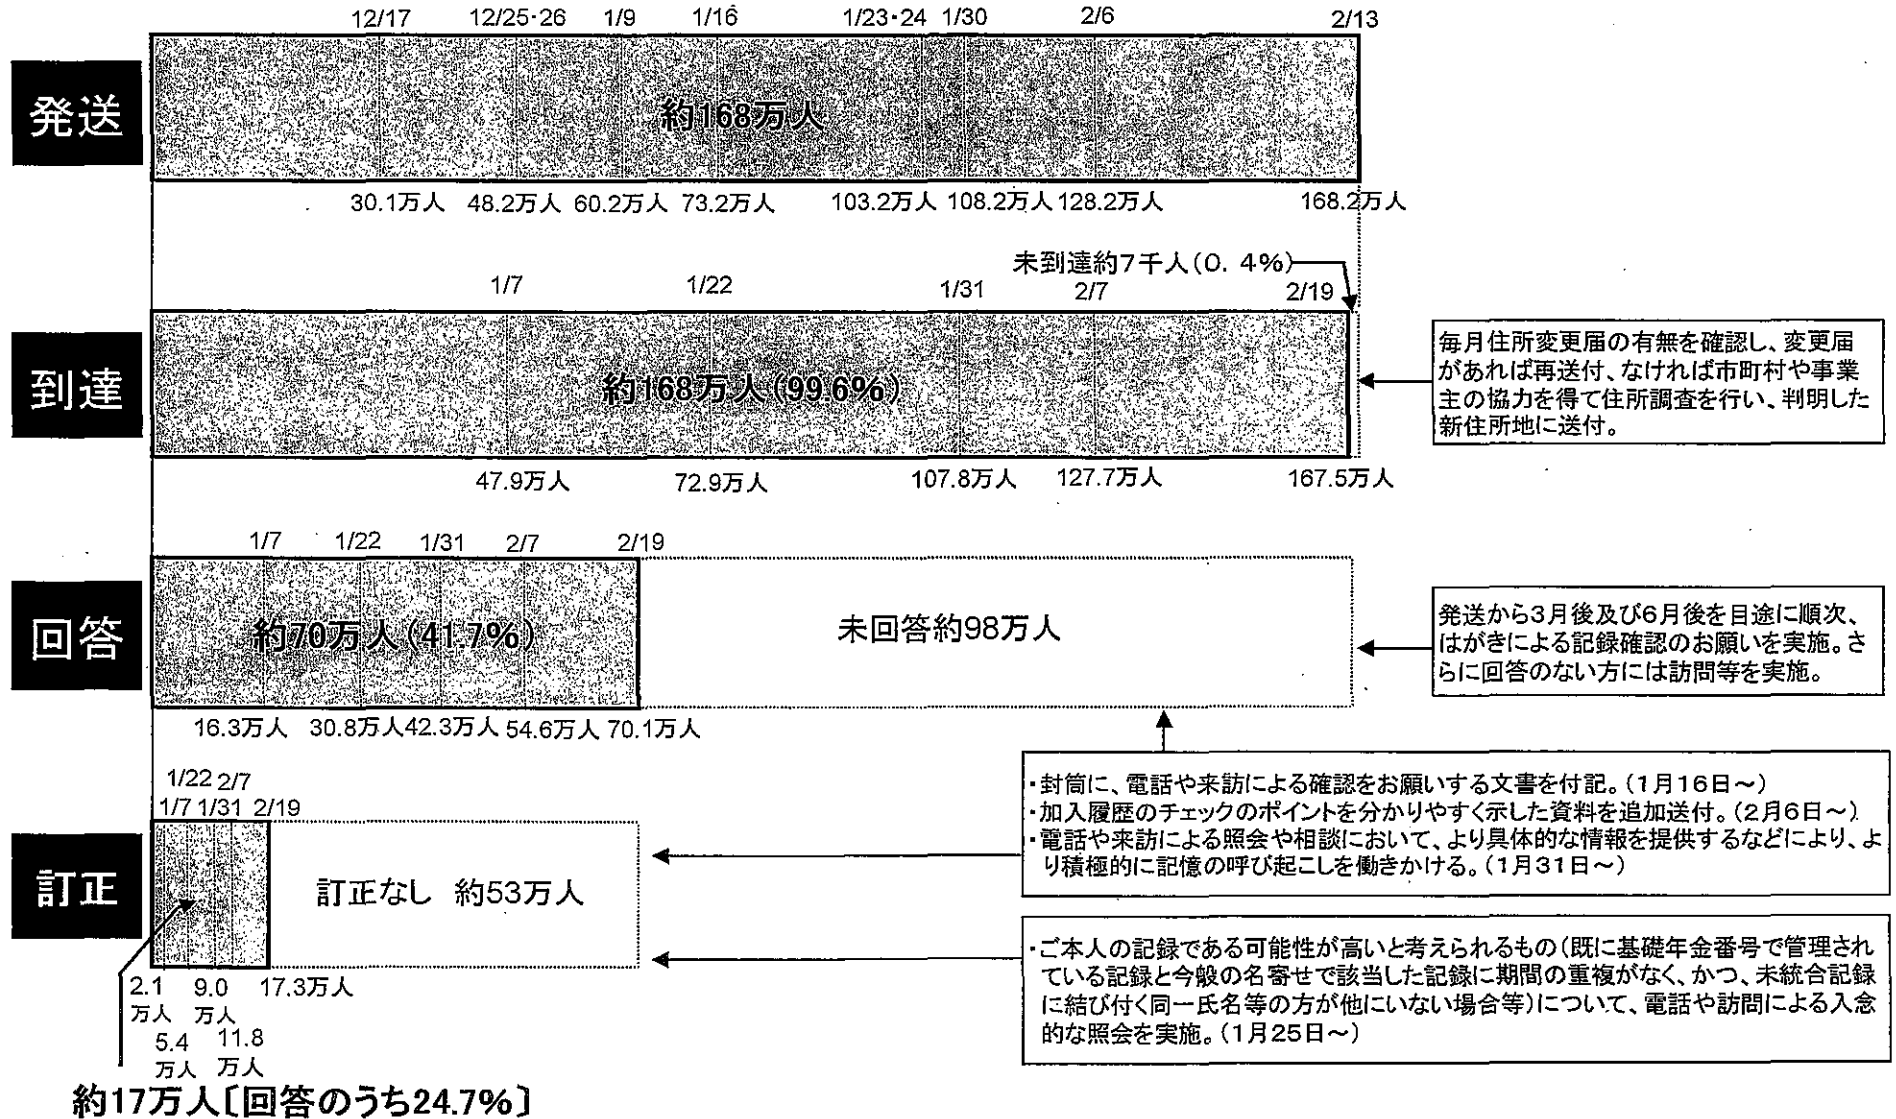 12/17 12/25・26 1/9 1/16 1/23・24 1/30 2/6 2/13
発送
約168万人
30.1万人 48.2万人 60.2万人 73.2万人 103.2万人 108.2万人 128.2万人 168.2万人
未到達約7千人(0.4%)
1/7 1/22 1/31 2/7 2/19
到達
約168万人(99.6%)
47.9万人 72.9万人 107.8万人 127.7万人 167.5万人
毎月住所変更届の有無を確認し、変更届
があれば再送付、なければ市町村や事業
主の協力を得て住所調査を行い、判明した
新住所地に送付。
1/7 1/22 1/31 2/7 2/19
回答
約70万人(41.7%)
未回答約98万人
16.3万人 30.8万人 42.3万人 54.6万人 70.1万人
発送から3月後及び6月後を目途に順次、
はがきによる記録確認のお願いを実施。さ
らに回答のない方には訪問等を実施。
1/22 2/7
1/7 1/31 2/19
訂正
訂正なし 約53万人
2.1 9.0 17.3万人
万人 万人
5.4 11.8
万人 万人
約17万人〔回答のうち24.7%〕
・封筒に、電話や来訪による確認をお願いする文書を付記。(1月16日~)
・加入履歴のチェックのポイントを分かりやすく示した資料を追加送付。(2月6日~)
・電話や来訪による照会や相談において、より具体的な情報を提供するなどにより、よ
り積極的に記憶の呼び起こしを働きかける。(1月31日~)
・ご本人の記録である可能性が高いと考えられるもの(既に基礎年金番号で管理され
ている記録と今般の名寄せで該当した記録に期間の重複がなく、かつ、未統合記録
に結び付く同一氏名等の方が他にいない場合等)について、電話や訪問による入念
的な照会を実施。(1月25日~)